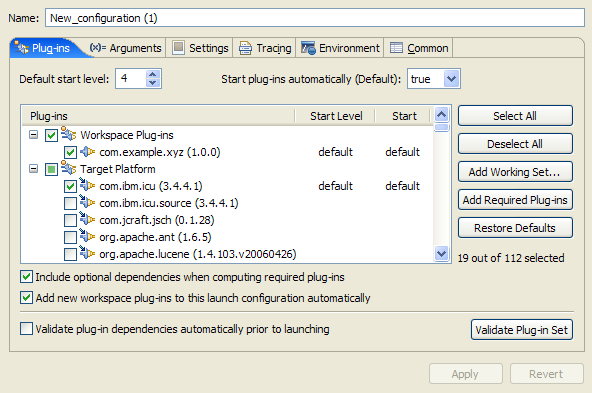 Name: New_configuration (1)
Plug-ins (x)= Arguments Settings Tracing Environment Common
Default start level: 4 Start plug-ins automatically (Default): true
Plug-ins Start Level Start
Workspace Plug-ins
com.example.xyz (1.0.0) default default
Target Platform
com.ibm.icu (3.4.4.1) default default
com.ibm.icu.source (3.4.4.1)
com.jcraft.jsch (0.1.28)
org.apache.ant (1.6.5)
org.apache.lucene (1.4.103.v20060426)
Select All
Deselect All
Add Working Set...
Add Required Plug-ins
Restore Defaults
19 out of 112 selected
Include optional dependencies when computing required plug-ins
Add new workspace plug-ins to this launch configuration automatically
Validate plug-in dependencies automatically prior to launching Validate Plug-in Set
Apply Revert